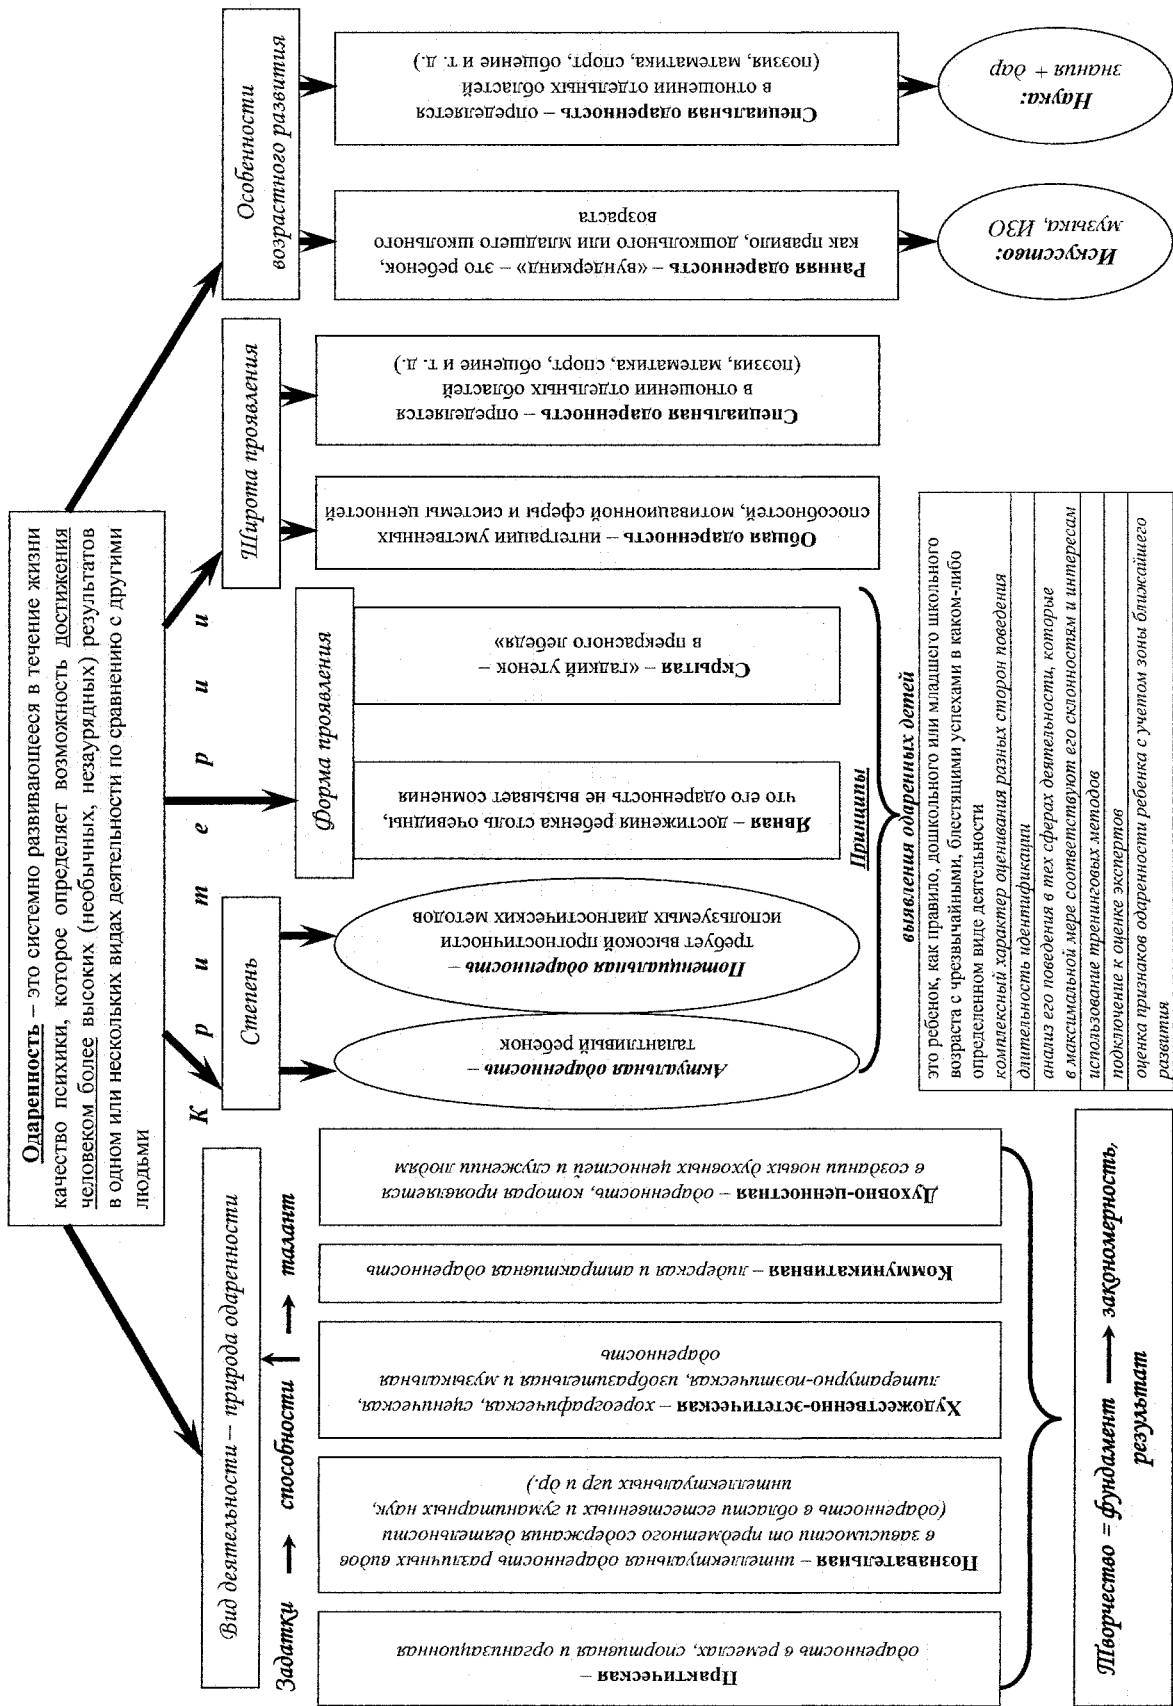 Одаренность – это системно развивающееся в течение жизни
качество психики, которое определяет возможность достижения
человеком более высоких (необычных, незаурядных) результатов
в одном или нескольких видах деятельности по сравнению с другими
людьми
К р и т е р и и
Вид деятельности – природа одаренности
Задатки способности талант
Практическая –
одаренность в ремеслах, спортивная и организационная
Познавательная – интеллектуальная одаренность различных видов
в зависимости от предметного содержания деятельности
(одаренность в области естественных и гуманитарных наук,
интеллектуальных игр и др.)
Художественно-эстетическая – хореографическая, сценическая,
литературно-поэтическая, изобразительная и музыкальная
одаренность
Коммуникативная – лидерская и аттрактивная одаренность
Духовно-ценностная – одаренность, которая проявляется
в создании новых духовных ценностей и служении людям
Творчество = фундамент закономерность,
результат
Степень
Актуальная одаренность –
талантливый ребенок
Потенциальная одаренность –
требует высокой прогностичности
используемых диагностических методов
Форма проявления
Явная – достижения ребенка столь очевидны,
что его одаренность не вызывает сомнения
Скрытая – «гадкий утенок –
в прекрасного лебедя»
Принципы
выявления одаренных детей
это ребенок, как правило, дошкольного или младшего школьного
возраста с чрезвычайными, блестящими успехами в каком-либо
определенном виде деятельности
комплексный характер оценивания разных сторон поведения
длительность идентификации
анализ его поведения в тех сферах деятельности, которые
в максимальной мере соответствуют его склонностям и интересам
использование тренинговых методов
подключение к оценке экспертов
оценка признаков одаренности ребенка с учетом зоны ближайшего
развития
Широта проявления
Общая одаренность – интеграции умственных
способностей, мотивационной сферы и системы ценностей
Специальная одаренность – определяется
в отношении отдельных областей
(поэзия, математика, спорт, общение и т. д.)
Особенности
возрастного развития
Ранняя одаренность – «вундеркинд» – это ребенок,
как правило, дошкольного или младшего школьного
возраста
Специальная одаренность – определяется
в отношении отдельных областей
(поэзия, математика, спорт, общение и т. д.)
Искусство:
музыка, ИЗО
Наука:
знания + дар